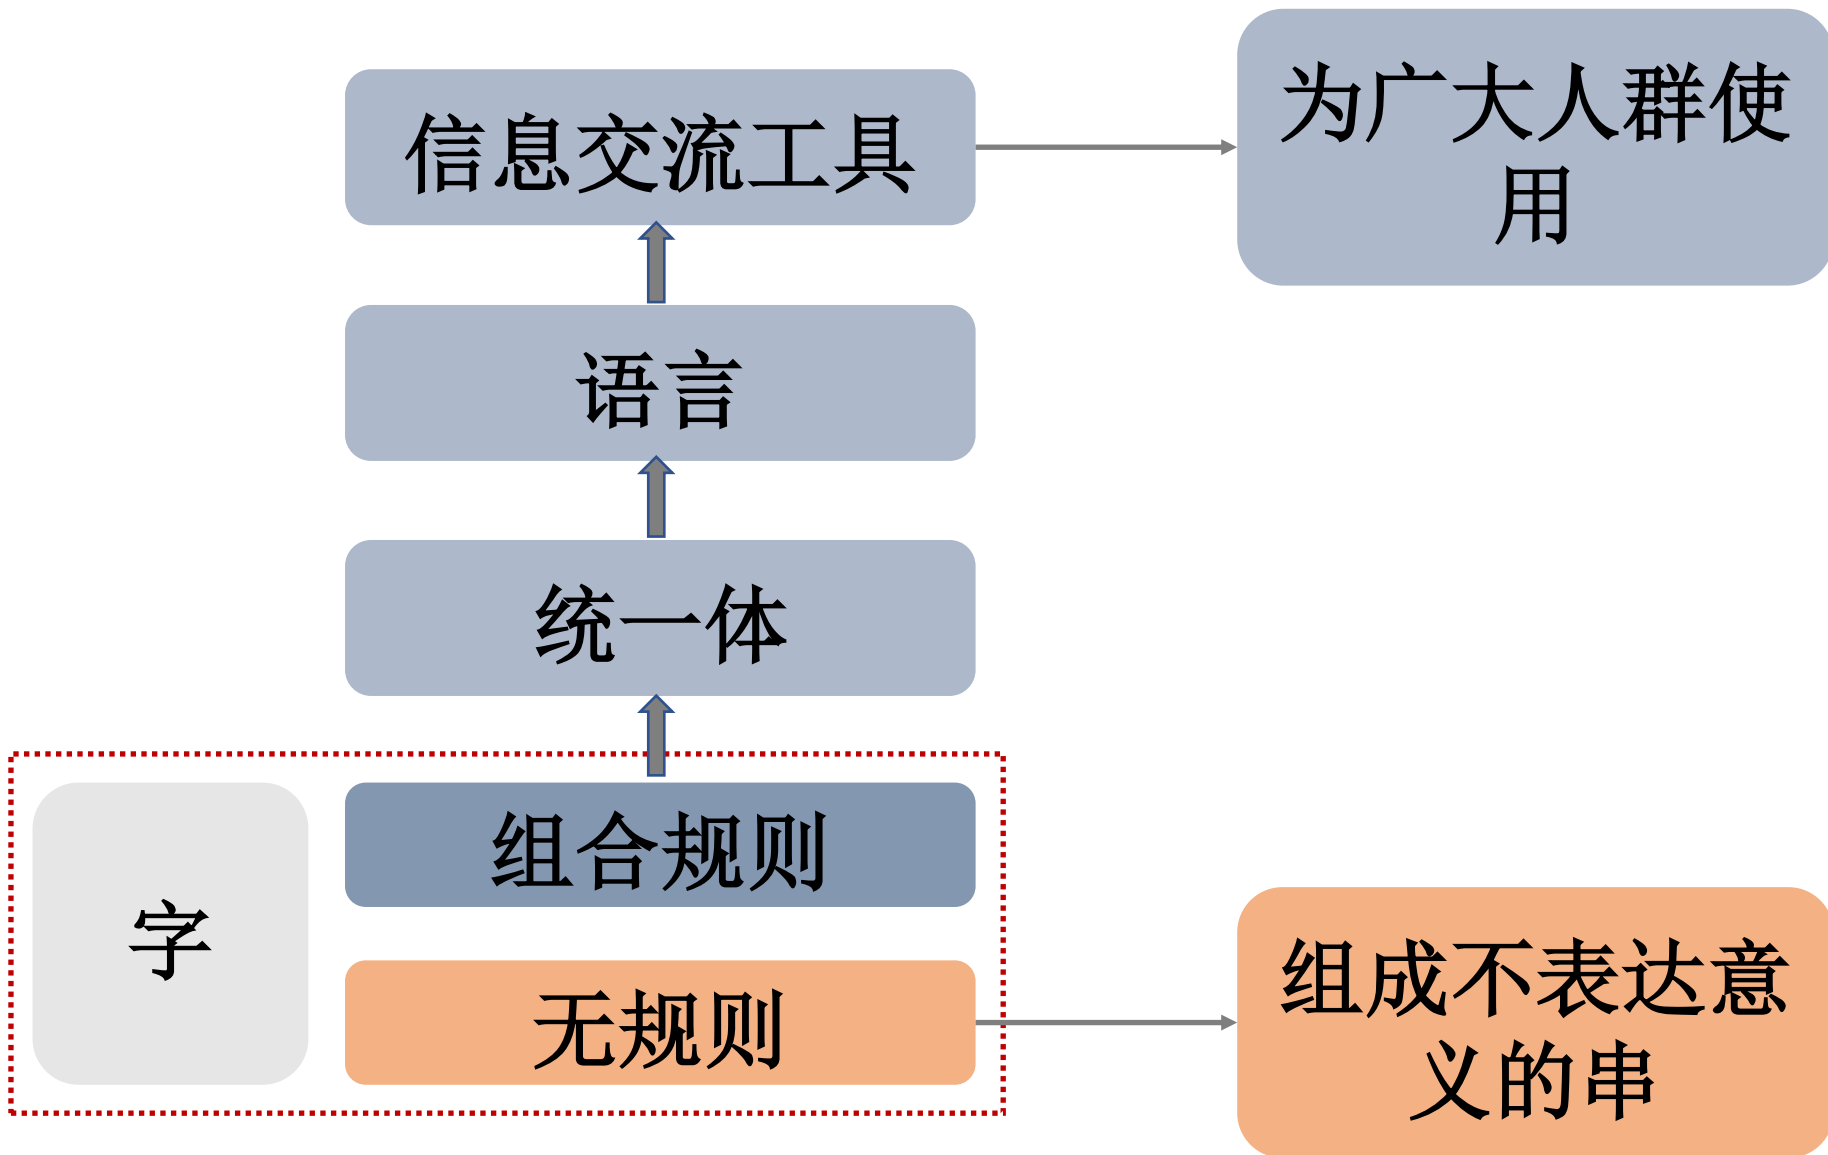 信息交流工具
为广大人群使
用
语言
统一体
组合规则
字
无规则
组成不表达意
义的串